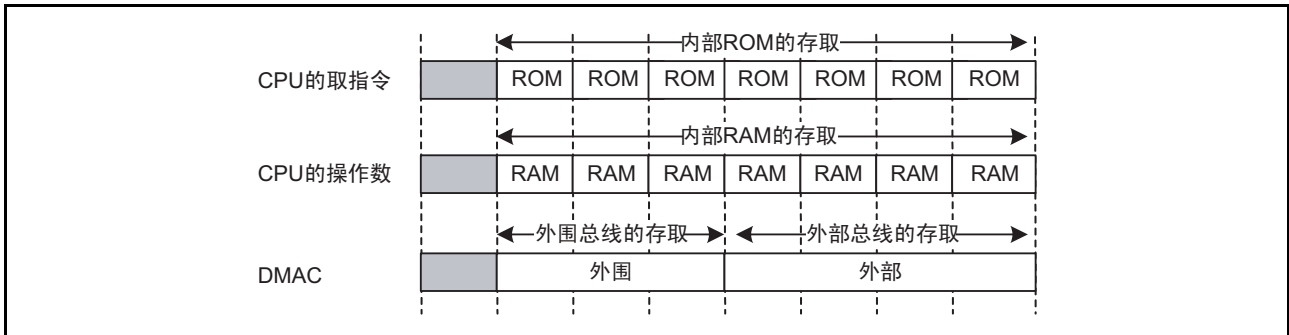 内部ROM的存取
CPU的取指令 ROM ROM ROM ROM ROM ROM ROM
内部RAM的存取
CPU的操作数 RAM RAM RAM RAM RAM RAM RAM
外围总线的存取 外部总线的存取
DMAC 外围 外部